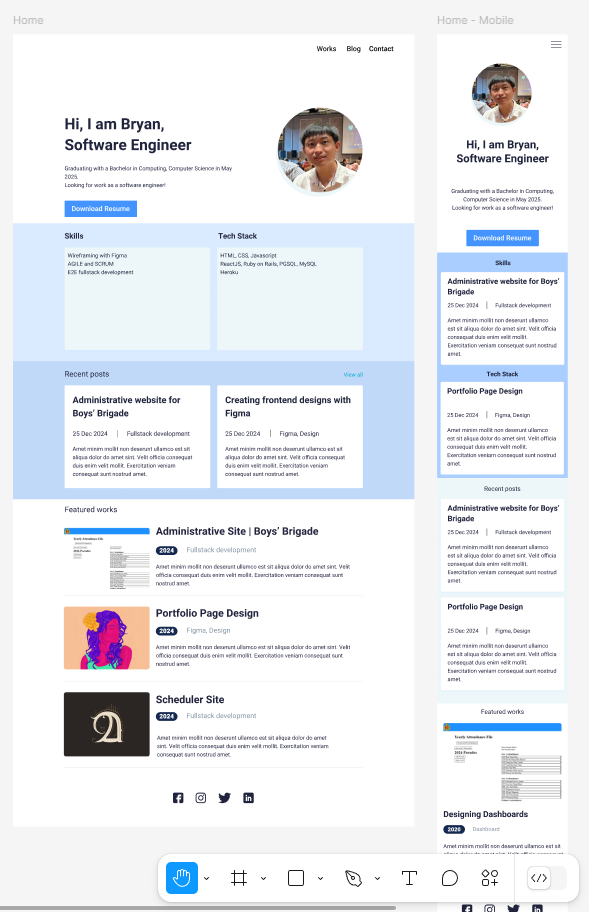 Home
Works Blog Contact
Hi, I am Bryan,
Software Engineer
Graduating with a Bachelor in Computing, Computer Science in May
2025.
Looking for work as a software engineer!
Download Resume
Skills
Tech Stack
Wireframing with Figma
AGILE and SCRUM
E2E fullstack development
HTML, CSS, Javascript
ReactJS, Ruby on Rails, PGSQL, MySQL
Heroku
Recent posts
View all
Administrative website for
Boys’ Brigade
25 Dec 2024 | Fullstack development
Amet minim mollit non deserunt ullamco est sit
aliqua dolor do amet sint. Velit officia consequat
duis enim velit mollit. Exercitation veniam
consequat sunt nostrud amet.
Creating frontend designs with
Figma
25 Dec 2024 | Figma, Design
Amet minim mollit non deserunt ullamco est sit
aliqua dolor do amet sint. Velit officia consequat
duis enim velit mollit. Exercitation veniam
consequat sunt nostrud amet.
Featured works
Administrative Site | Boys’ Brigade
2024 Fullstack development
Amet minim mollit non deserunt ullamco est sit aliqua dolor do amet sint. Velit
officia consequat duis enim velit mollit. Exercitation veniam consequat sunt
nostrud amet.
Yearly Attendance File
2024 Parades
Portfolio Page Design
2024 Figma, Design
Amet minim mollit non deserunt ullamco est sit aliqua dolor do amet sint. Velit
officia consequat duis enim velit mollit. Exercitation veniam consequat sunt
nostrud amet.
Scheduler Site
2024 Fullstack development
Amet minim mollit non deserunt ullamco est sit aliqua dolor do amet
sint. Velit officia consequat duis enim velit mollit. Exercitation veniam
consequat sunt nostrud amet.
Home - Mobile
Hi, I am Bryan,
Software Engineer
Graduating with a Bachelor in Computing,
Computer Science in May 2025.
Looking for work as a software engineer!
Download Resume
Skills
Administrative website for Boys’
Brigade
25 Dec 2024 | Fullstack development
Amet minim mollit non deserunt ullamco
est sit aliqua dolor do amet sint. Velit officia
consequat duis enim velit mollit.
Exercitation veniam consequat sunt nostrud
amet.
Tech Stack
Portfolio Page Design
25 Dec 2024 | Figma, Design
Amet minim mollit non deserunt ullamco
est sit aliqua dolor do amet sint. Velit officia
consequat duis enim velit mollit.
Exercitation veniam consequat sunt nostrud
amet.
Recent posts
Administrative website for Boys’
Brigade
25 Dec 2024 | Fullstack development
Amet minim mollit non deserunt ullamco
est sit aliqua dolor do amet sint. Velit officia
consequat duis enim velit mollit.
Exercitation veniam consequat sunt nostrud
amet.
Portfolio Page Design
25 Dec 2024 | Figma, Design
Amet minim mollit non deserunt ullamco
est sit aliqua dolor do amet sint. Velit officia
consequat duis enim velit mollit.
Exercitation veniam consequat sunt nostrud
amet.
Featured works
Yearly Attendance File
2024 Parades
Designing Dashboards
2020 Dashboard
Amet minim mollit non deserunt ullamco est sit